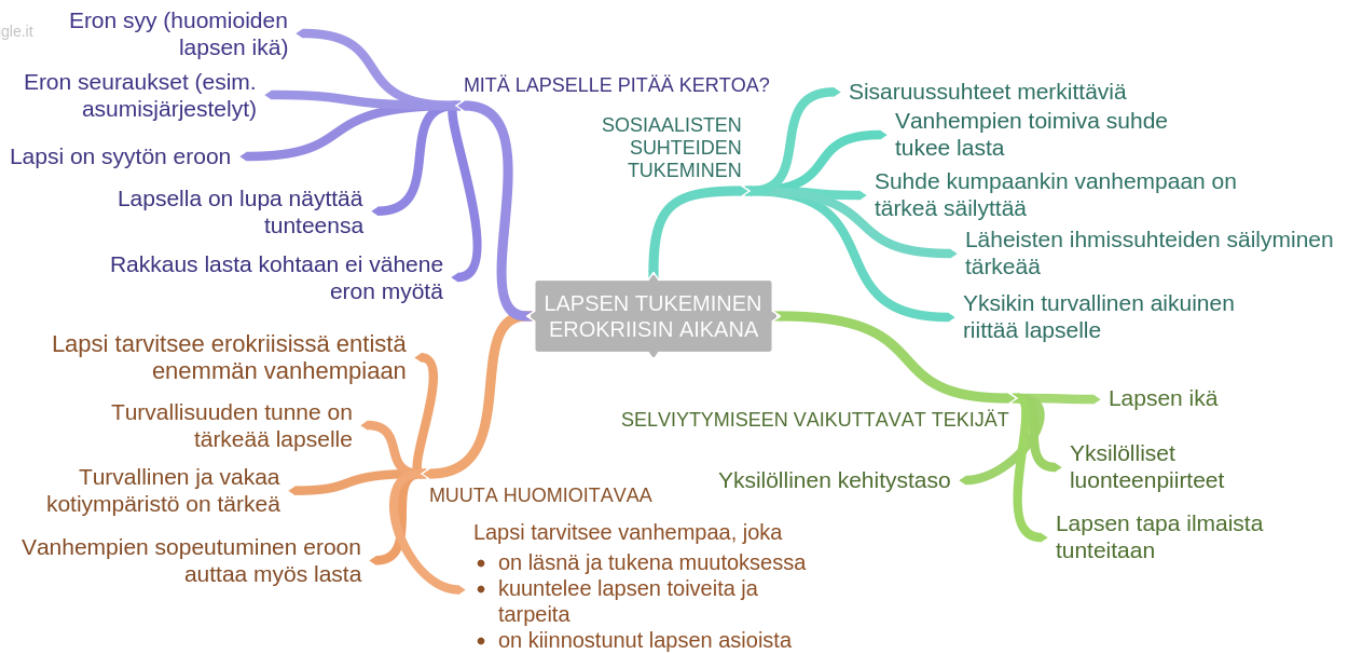 gle.it
Eron syy (huomioiden
lapsen ikä)
Eron seuraukset (esim.
asumisjärjestelyt)
Lapsi on syytön eroon
Lapsella on lupa näyttää
tunteensa
Rakkaus lasta kohtaan ei vähene
eron myötä
MITÄ LAPSELLE PITÄÄ KERTOA?
SOSIAALISTEN
SUHTEIDEN
TUKEMINEN
Sisaruussuhteet merkittäviä
Vanhempien toimiva suhde
tukee lasta
Suhde kumpaankin vanhempaan on
tärkeä säilyttää
Läheisten ihmissuhteiden säilyminen
tärkeää
Yksikin turvallinen aikuinen
riittää lapselle
LAPSEN TUKEMINEN
EROKRIISIN AIKANA
Lapsi tarvitsee erokriisissä entistä
enemmän vanhempiaan
Turvallisuuden tunne on
tärkeää lapselle
Turvallinen ja vakaa
kotiympäristö on tärkeä
Vanhempien sopeutuminen eroon
auttaa myös lasta
MUUTA HUOMIOITAVAA
Lapsi tarvitsee vanhempaa, joka
• on läsnä ja tukena muutoksessa
• kuuntelee lapsen toiveita ja
tarpeita
• on kiinnostunut lapsen asioista
SELVIYTYMISEEN VAIKUTTAVAT TEKIJÄT
Lapsen ikä
Yksilölliset
luonteenpiirteet
Yksilöllinen kehitystaso
Lapsen tapa ilmaista
tunteitaan